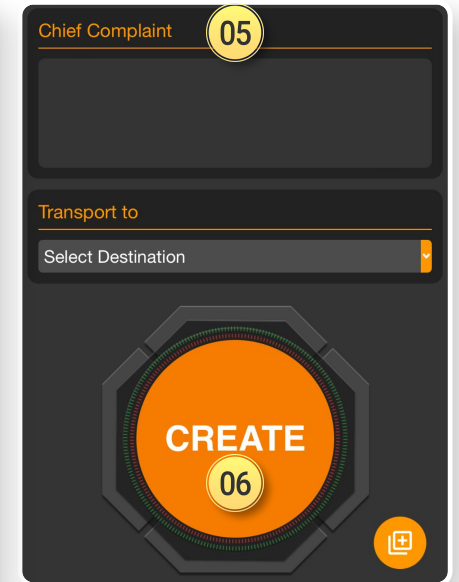 Chief Complaint
05
Transport to
Select Destination
CREATE
06